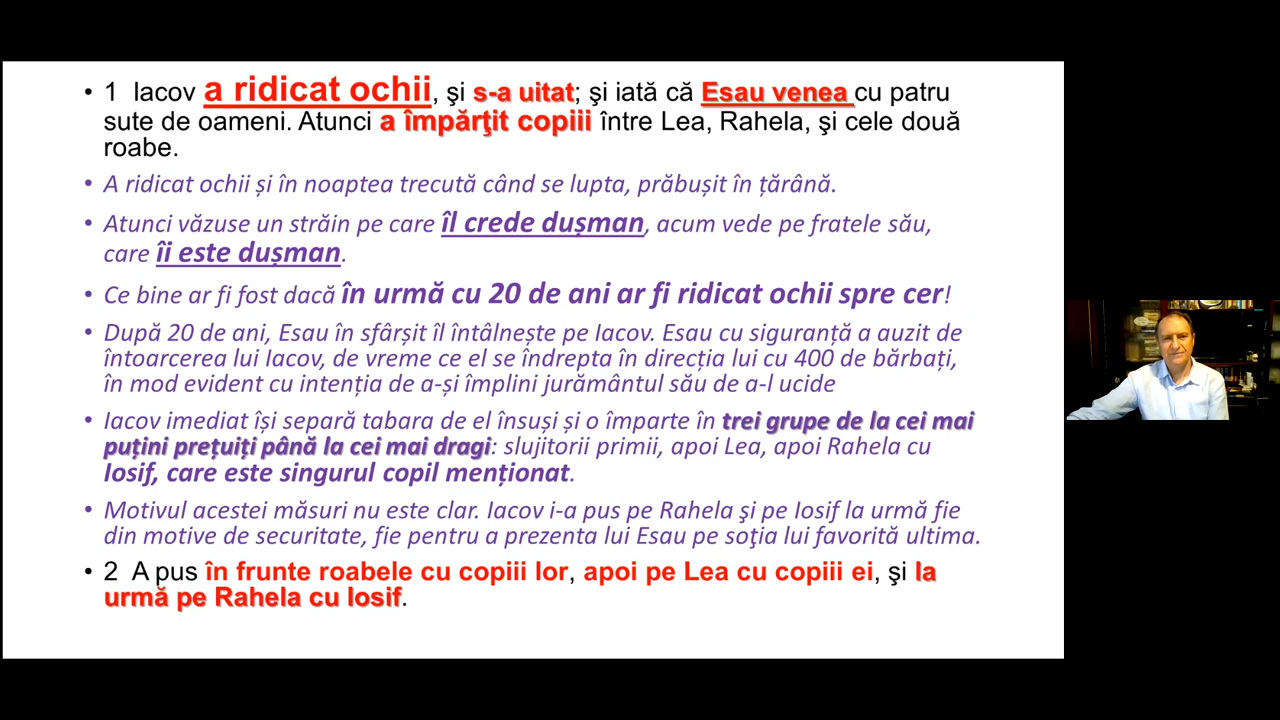 • 1 Iacov a ridicat ochii, şi s-a uitat; şi iată că Esau venea cu patru
sute de oameni. Atunci a împărţit copiii între Lea, Rahela, şi cele două
roabe.
• A ridicat ochii și în noaptea trecută când se lupta, prăbușit în țărână.
• Atunci văzuse un străin pe care îl crede dușman, acum vede pe fratele său,
care îi este dușman.
• Ce bine ar fi fost dacă în urmă cu 20 de ani ar fi ridicat ochii spre cer!
• După 20 de ani, Esau în sfârșit îl întâlnește pe Iacov. Esau cu siguranță a auzit de
întoarcerea lui Iacov, de vreme ce el se îndrepta în direcția lui cu 400 de bărbați,
în mod evident cu intenția de a-și împlini jurământul său de a-l ucide
• Iacov imediat își separă tabara de el însuși și o imparte în trei grupe de la cei mai
puțini prețuiți până la cei mai dragi: slujitorii primii, apoi Lea, apoi Rahela cu
Iosif, care este singurul copil menționat.
• Motivul acestei măsuri nu este clar. Iacov i-a pus pe Rahela şi pe Iosif la urmă fie
din motive de securitate, fie pentru a prezenta lui Esau pe soţia lui favorită ultima.
• 2 A pus în frunte roabele cu copiii lor, apoi pe Lea cu copiii ei, şi la
urmă pe Rahela cu Iosif.